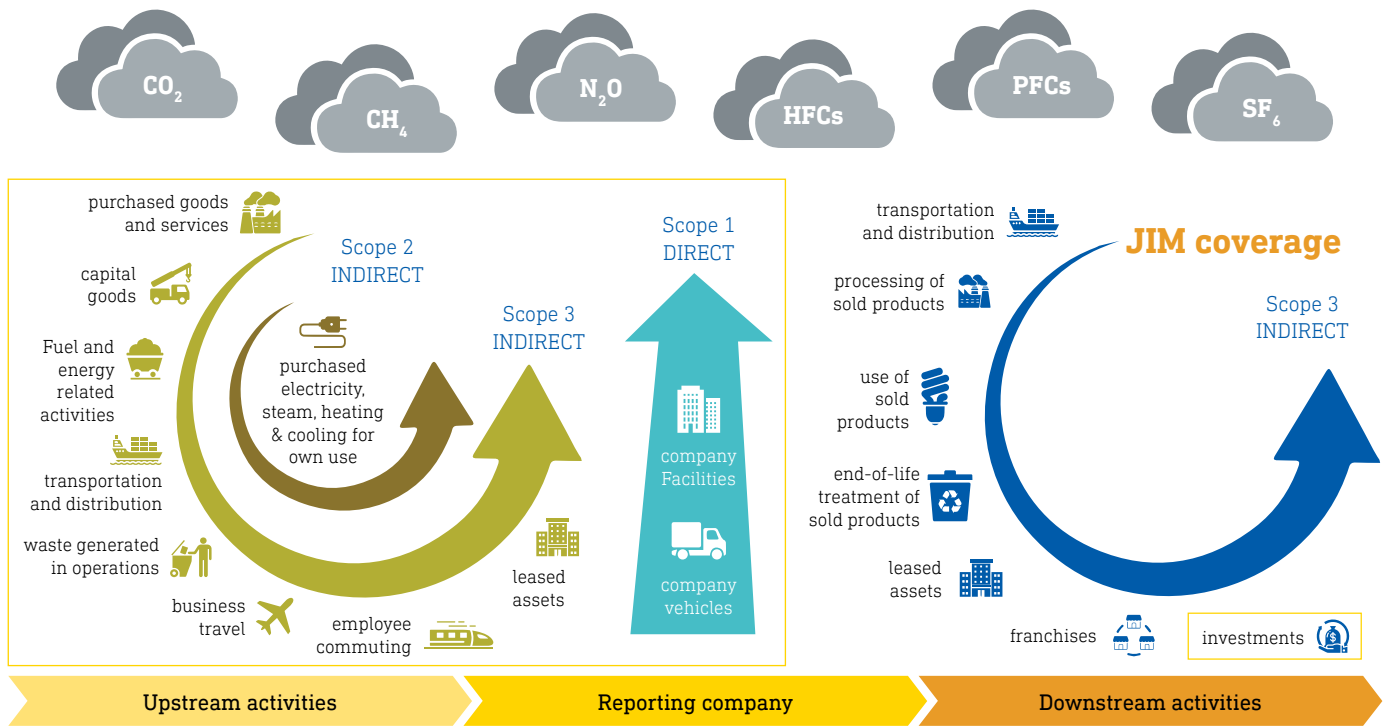 CO₂
CH₄
N₂O
HFCs
PFCs
SF₆
purchased goods
and services
capital
goods
Fuel and
energy
related
activities
transportation
and distribution
waste generated
in operations
business
travel
employee
commuting
leased
assets
Scope 2
INDIRECT
purchased
electricity,
steam, heating
& cooling for
own use
Scope 3
INDIRECT
Scope 1
DIRECT
company
Facilities
company
vehicles
transportation
and distribution
processing of
sold products
use of
sold
products
end-of-life
treatment of
sold products
leased
assets
franchises
investments
$
JIM coverage
Scope 3
INDIRECT
Upstream activities
Reporting company
Downstream activities